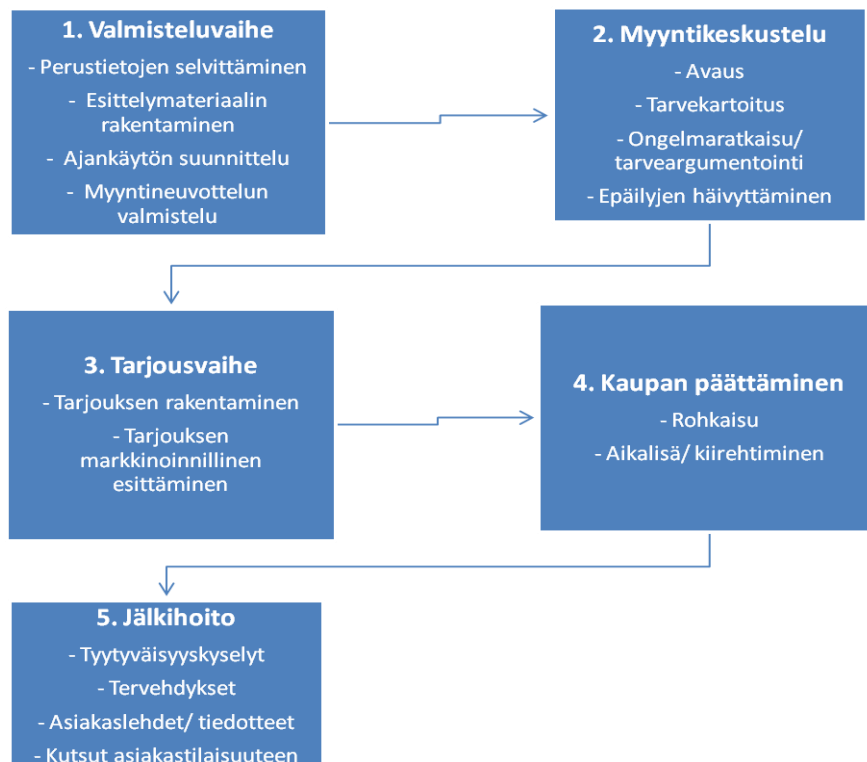 1. Valmisteluvaihe
- Perustietojen selvittäminen
- Esittelymateriaalin
rakentaminen
- Ajankäytön suunnittelu
- Myyntineuvottelun
valmistelu
2. Myyntikeskustelu
- Avaus
- Tarvekartoitus
- Ongelmaratkaisu/
tarveargumentointi
- Epäilyjen häivyttäminen
3. Tarjousvaihe
- Tarjouksen rakentaminen
- Tarjouksen
markkinoinnillinen
esittäminen
4. Kaupan päättäminen
- Rohkaisu
- Aikalisä/ kiirehtiminen
5. Jälkihoito
- Tyytyväisyyskyselyt
- Tervehdykset
- Asiakaslehdet/ tiedotteet
- Kutsut asiakastilaisuuteen